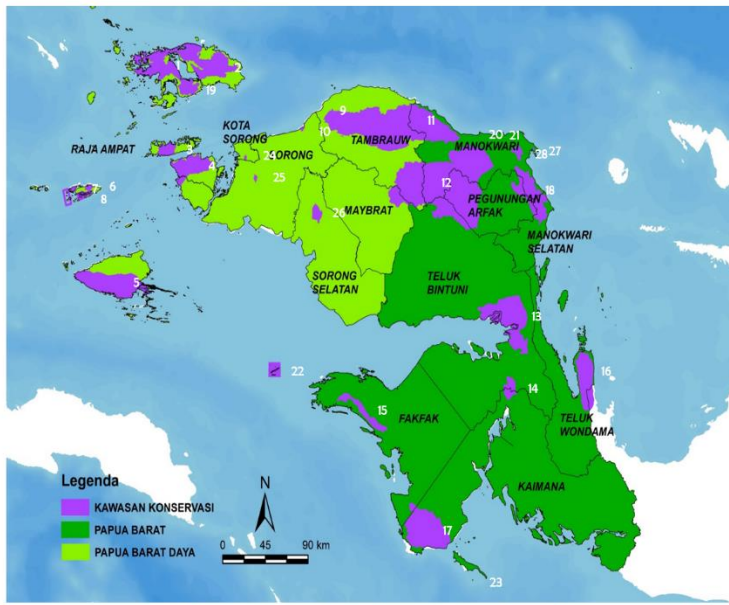 1
2
19
9
11
KOTA
SORONG
10
TAMBRAUW
20
21
RAJA AMPAT
3
24
SORONG
MANOKWARI
28
27
4
25
12
6
7
8
MAYBRAT
26
PEGUNUNGAN
ARFAK
18
MANOKWARI
SELATAN
5
SORONG
SELATAN
TELUK
BINTUNI
13
22
16
15
14
FAKFAK
TELUK
WONDAMA
KAIMANA
17
23
Legenda
KAWASAN KONSERVASI
PAPUA BARAT
PAPUA BARAT DAYA
N
0 45 90 km